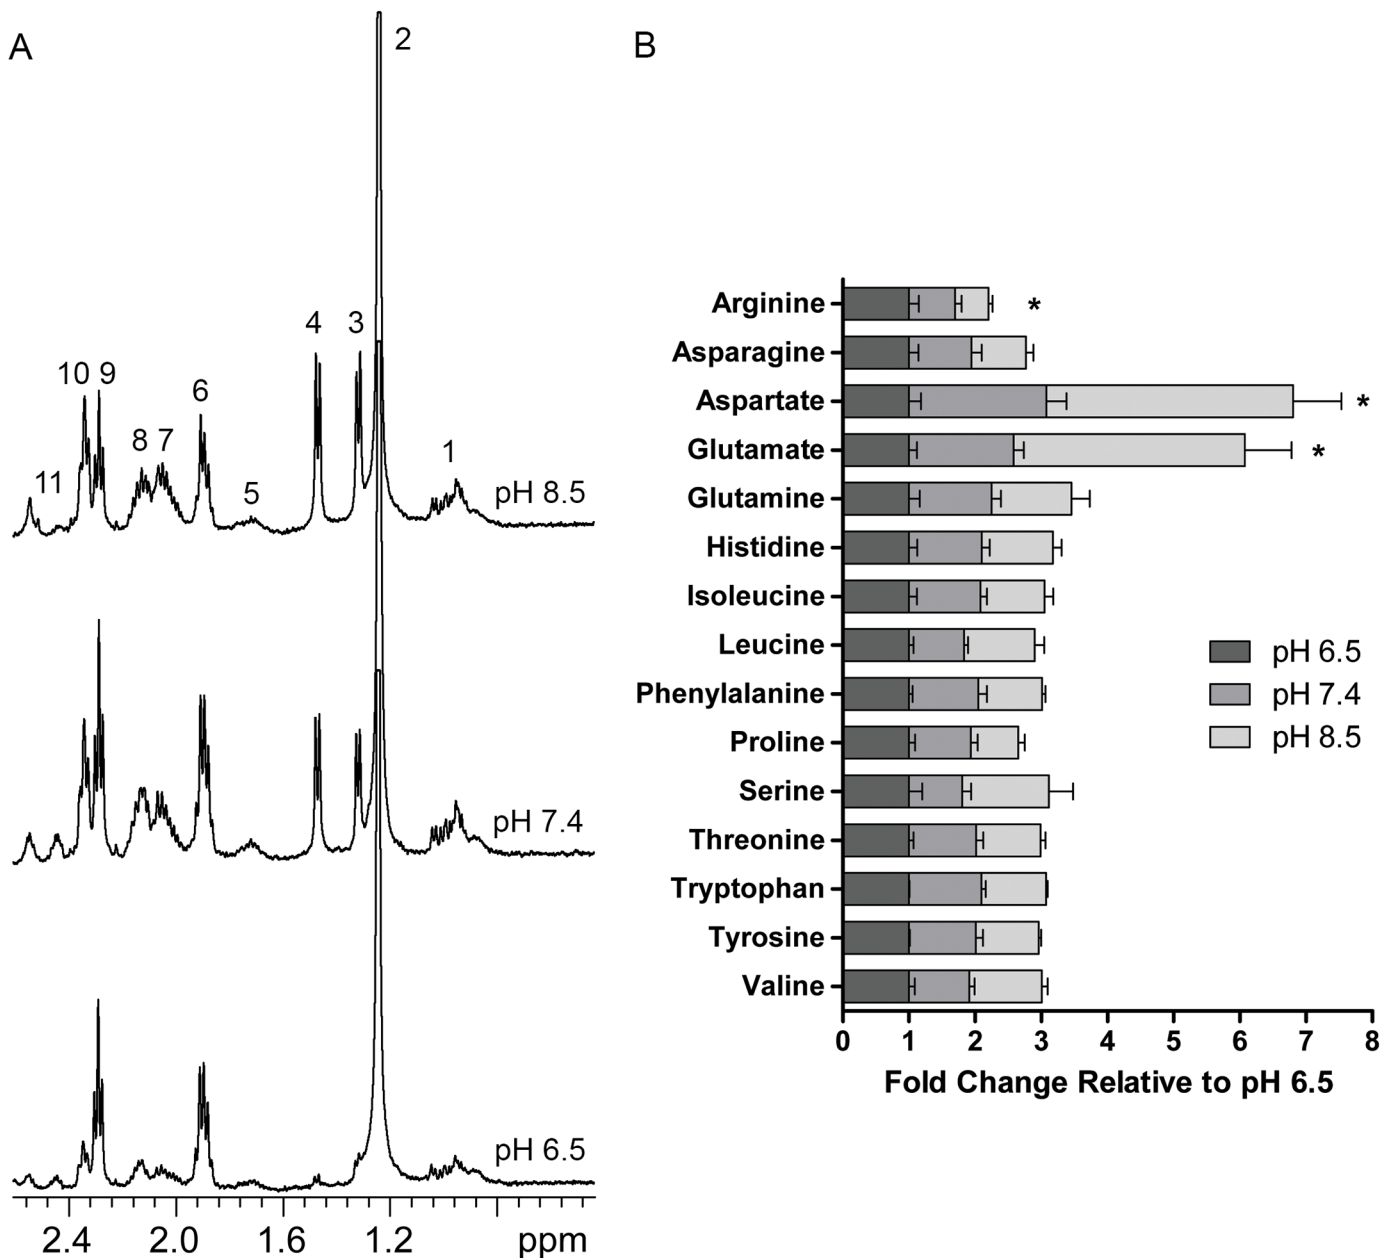 A
2
4
3
10 9
6
8 7
1
11
5
pH 8.5
pH 7.4
pH 6.5
2.4 2.0 1.6 1.2 ppm
B
Arginine *
Asparagine
Aspartate *
Glutamate *
Glutamine
Histidine
Isoleucine
Leucine
Phenylalanine
Proline
Serine
Threonine
Tryptophan
Tyrosine
Valine
pH 6.5
pH 7.4
pH 8.5
0 1 2 3 4 5 6 7 8
Fold Change Relative to pH 6.5